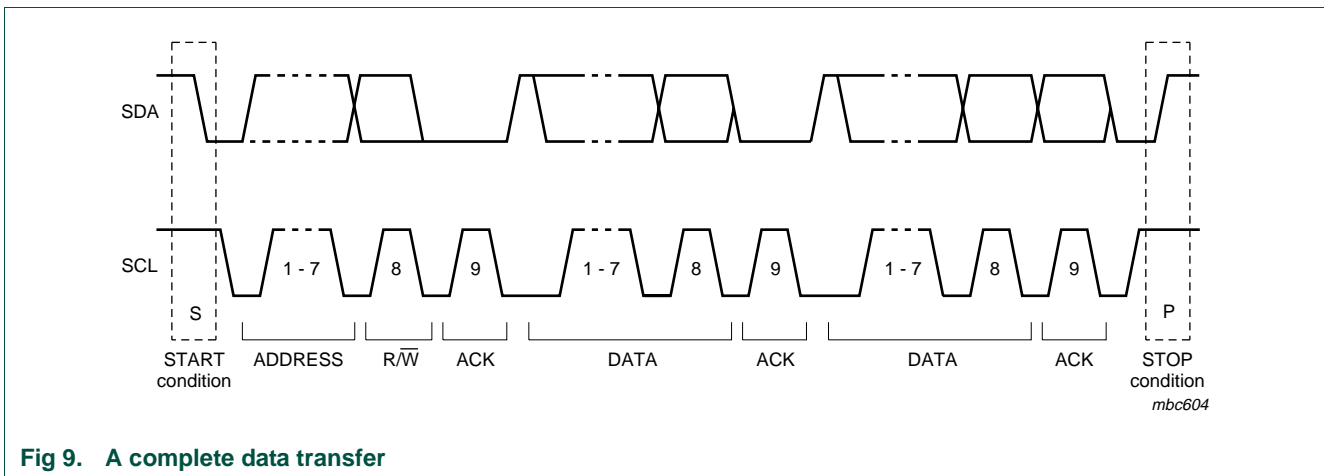 SDA
SCL
1 - 7 8 9 1 - 7 8 9 1 - 7 8 9
S P
START condition ADDRESS R/W̅ ACK DATA ACK DATA ACK STOP condition
mbc604
Fig 9. A complete data transfer